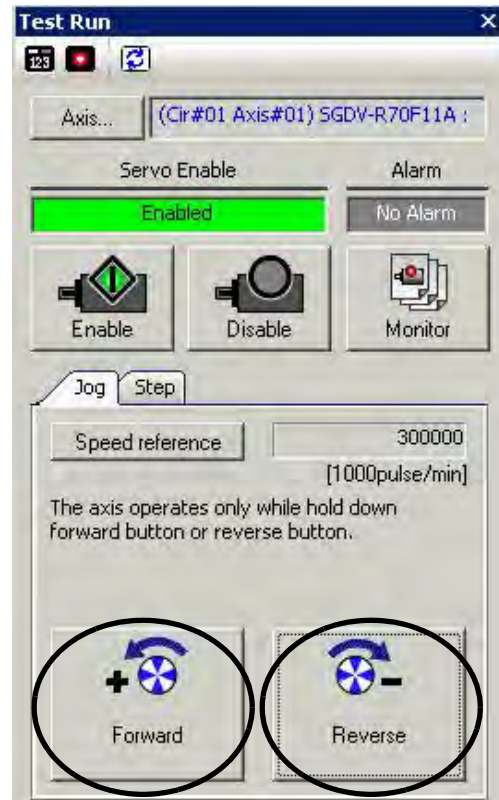 Test Run
123
Axis... (Cir#01 Axis#01) SGDV-R70F11A :
Servo Enable Alarm
Enabled No Alarm
Enable Disable Monitor
Jog Step
Speed reference 300000
[1000pulse/min]
The axis operates only while hold down
forward button or reverse button.
+ -
Forward Reverse